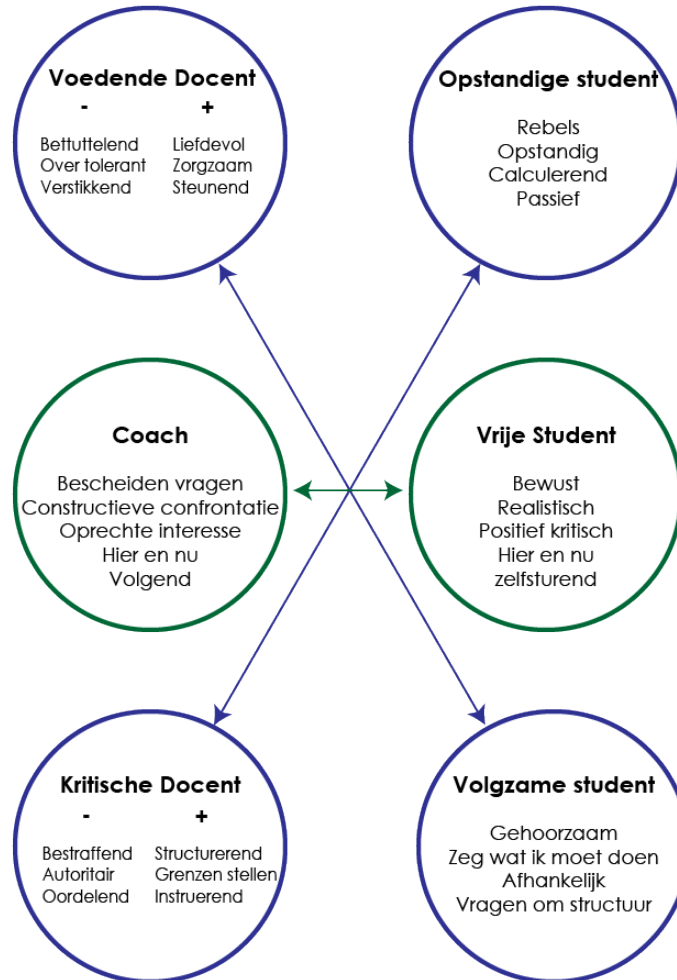 Voedende Docent
- +
Bettuttelend Liefdevol
Over tolerant Zorgzaam
Verstikkend Steunend
Opstandige student
Rebels
Opstandig
Calculerend
Passief
Coach
Bescheiden vragen
Constructieve confrontatie
Oprechte interesse
Hier en nu
Volgend
Vrije Student
Bewust
Realistisch
Positief kritisch
Hier en nu
zelfsturend
Kritische Docent
- +
Bestraffend Structurerend
Autoritair Grenzen stellen
Oordelend Instruerend
Volgzame student
Gehoorzaam
Zeg wat ik moet doen
Afhankelijk
Vragen om structuur